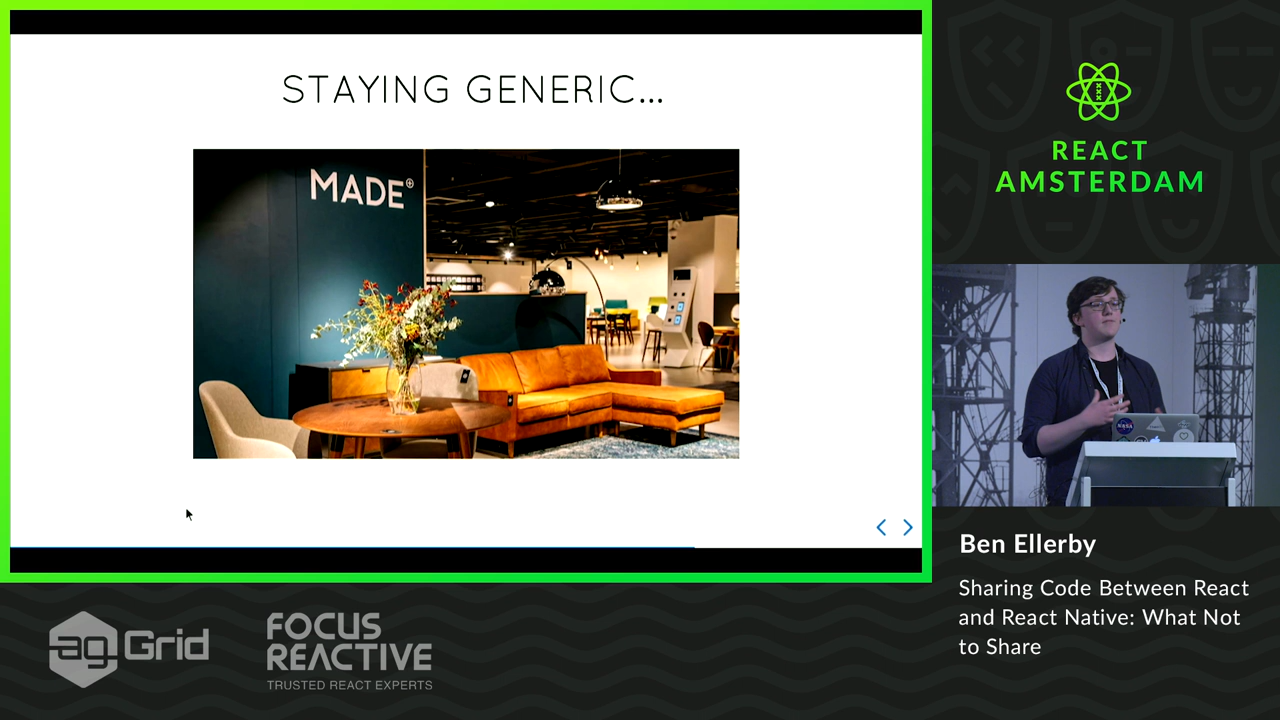 STAYING GENERIC...
MADE
REACT
AMSTERDAM
NASA
Ben Ellerby
Sharing Code Between React
and React Native: What Not
to Share
ag Grid
FOCUS
REACTIVE
TRUSTED REACT EXPERTS